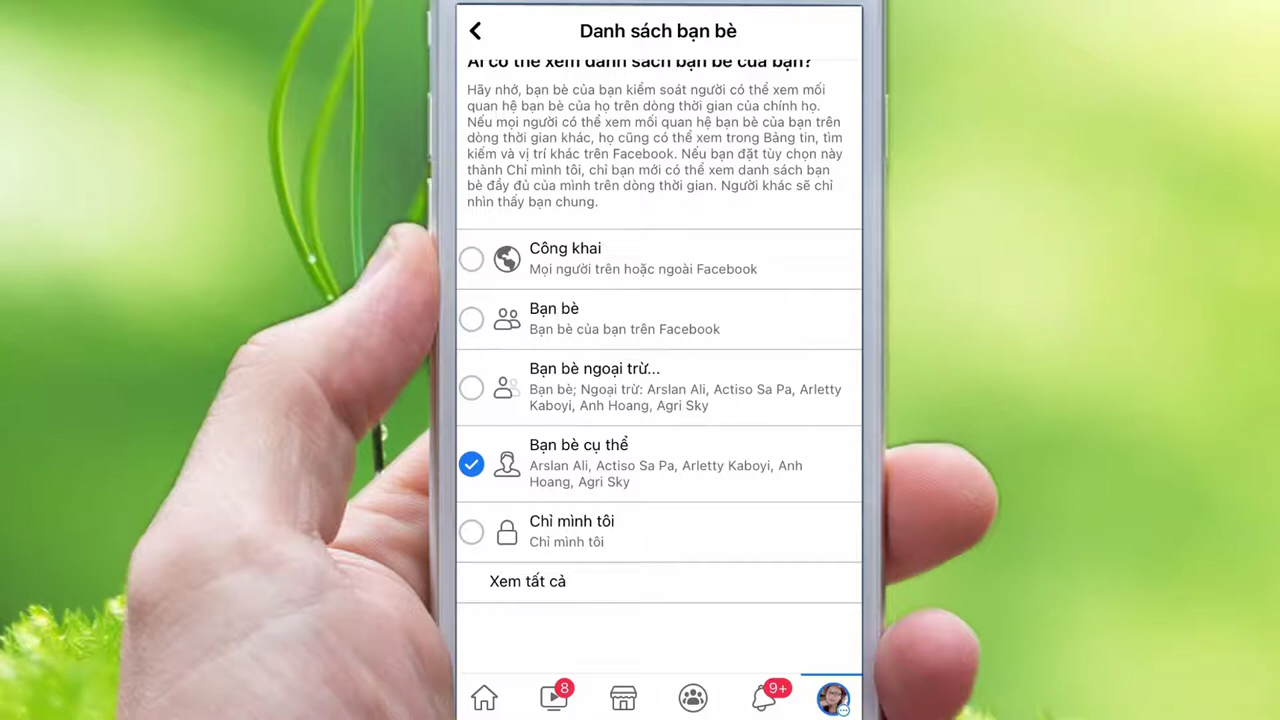 Danh sách bạn bè
Ai có thể xem danh sách bạn bè của bạn?
Hãy nhớ, bạn bè của bạn kiểm soát người có thể xem mối
quan hệ bạn bè của họ trên dòng thời gian của chính họ.
Nếu mọi người có thể xem mối quan hệ bạn bè của bạn trên
dòng thời gian khác, họ cũng có thể xem trong Bảng tin, tìm
kiếm và vị trí khác trên Facebook. Nếu bạn đặt tùy chọn này
thành Chỉ mình tôi, chỉ bạn mới có thể xem danh sách bạn
bè đầy đủ của mình trên dòng thời gian. Người khác sẽ chỉ
nhìn thấy bạn chung.
Công khai
Mọi người trên hoặc ngoài Facebook
Bạn bè
Bạn bè của bạn trên Facebook
Bạn bè ngoại trừ...
Bạn bè; Ngoại trừ: Arslan Ali, Actiso Sa Pa, Arletty
Kaboyi, Anh Hoang, Agri Sky
Bạn bè cụ thể
Arslan Ali, Actiso Sa Pa, Arletty Kaboyi, Anh
Hoang, Agri Sky
Chỉ mình tôi
Chỉ mình tôi
Xem tất cả
8
9+